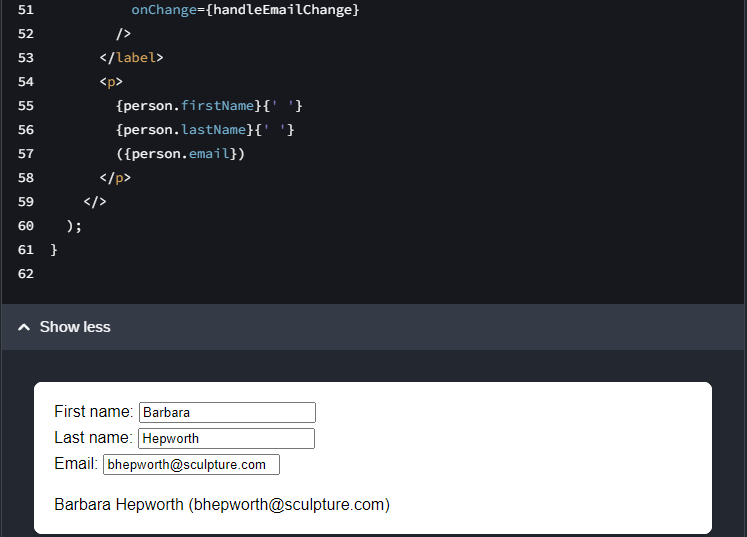 51 onChange={handleEmailChange}
52 />
53 </label>
54 <p>
55 {person.firstName}{' '}
56 {person.lastName}{' '}
57 ({person.email})
58 </p>
59 </>
60 );
61 }
62
Show less
First name: Barbara
Last name: Hepworth
Email: bhepworth@sculpture.com
Barbara Hepworth (bhepworth@sculpture.com)